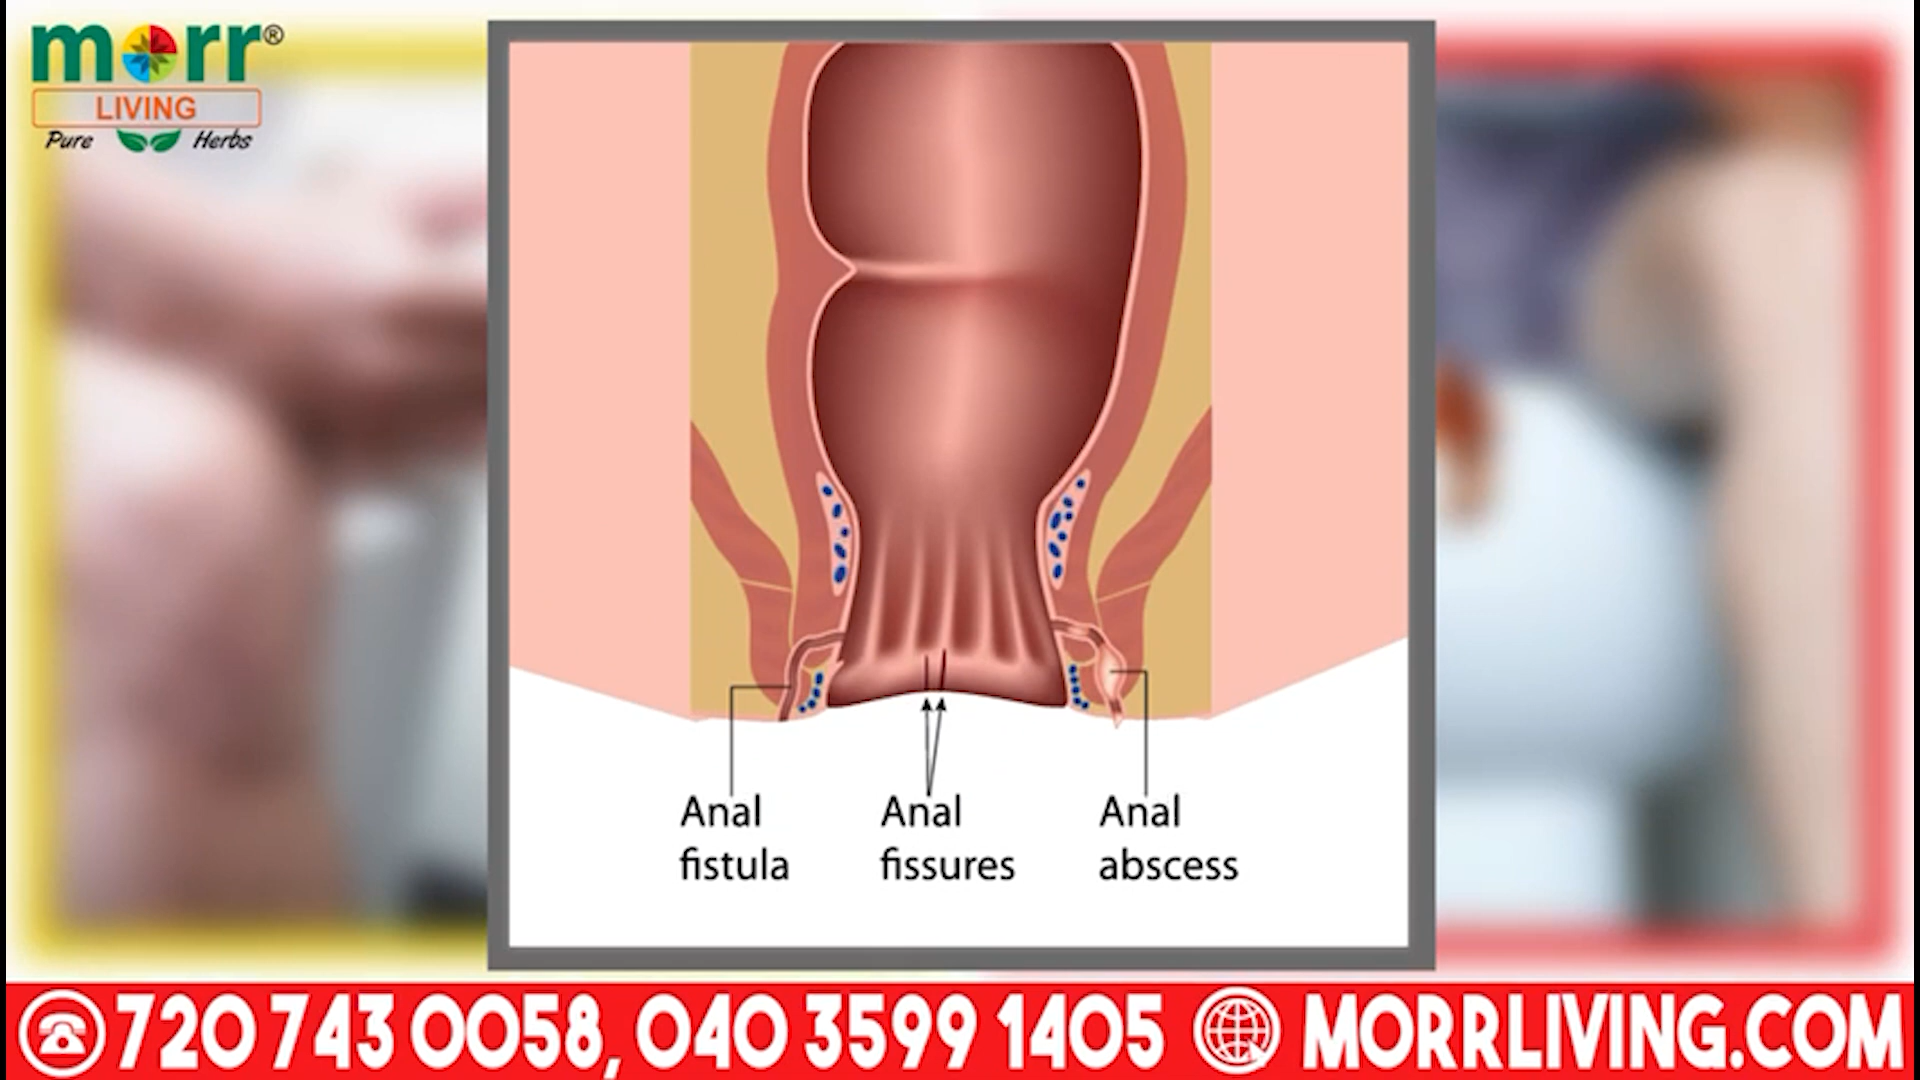 morr®
LIVING
Pure Herbs
Anal
fistula
Anal
fissures
Anal
abscess
720 743 0058, 040 3599 1405 MORRLIVING.COM